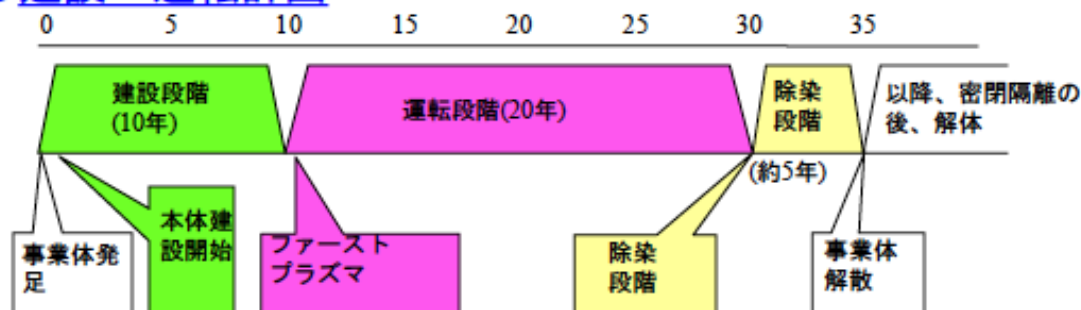 0 5 10 15 20 25 30 35
建設段階
(10年)
運転段階(20年)
除染
段階
以降、密閉隔離の
後、解体
(約5年)
事業体発
足
本体建
設開始
ファースト
プラズマ
除染
段階
事業体
解散